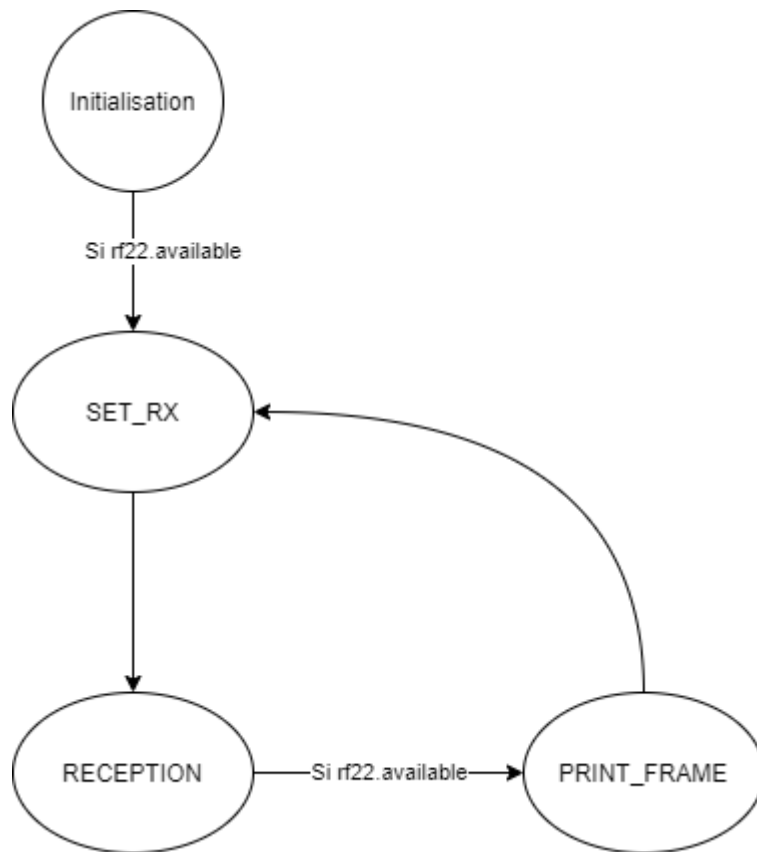 Initialisation
Si rf22.available
SET_RX
RECEPTION
Si rf22.available
PRINT_FRAME